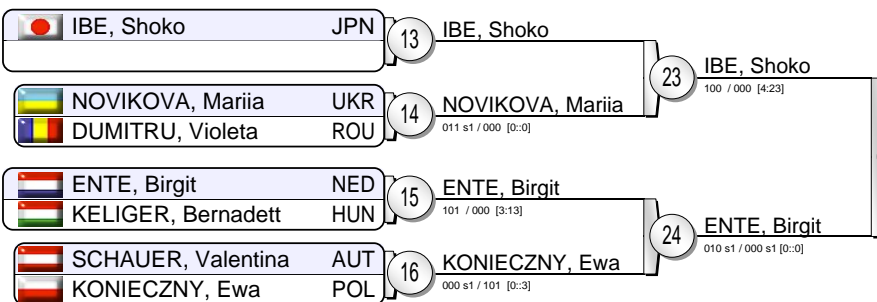 IBE, Shoko JPN
13 IBE, Shoko
23 IBE, Shoko
100 / 000 [4:23]
NOVIKOVA, Mariia UKR
DUMITRU, Violeta ROU
14 NOVIKOVA, Mariia
011 s1 / 000 [0::0]
ENTE, Birgit NED
KELIGER, Bernadett HUN
15 ENTE, Birgit
101 / 000 [3:13]
24 ENTE, Birgit
010 s1 / 000 s1 [0::0]
SCHAUER, Valentina AUT
KONIECZNY, Ewa POL
16 KONIECZNY, Ewa
000 s1 / 101 [0::3]